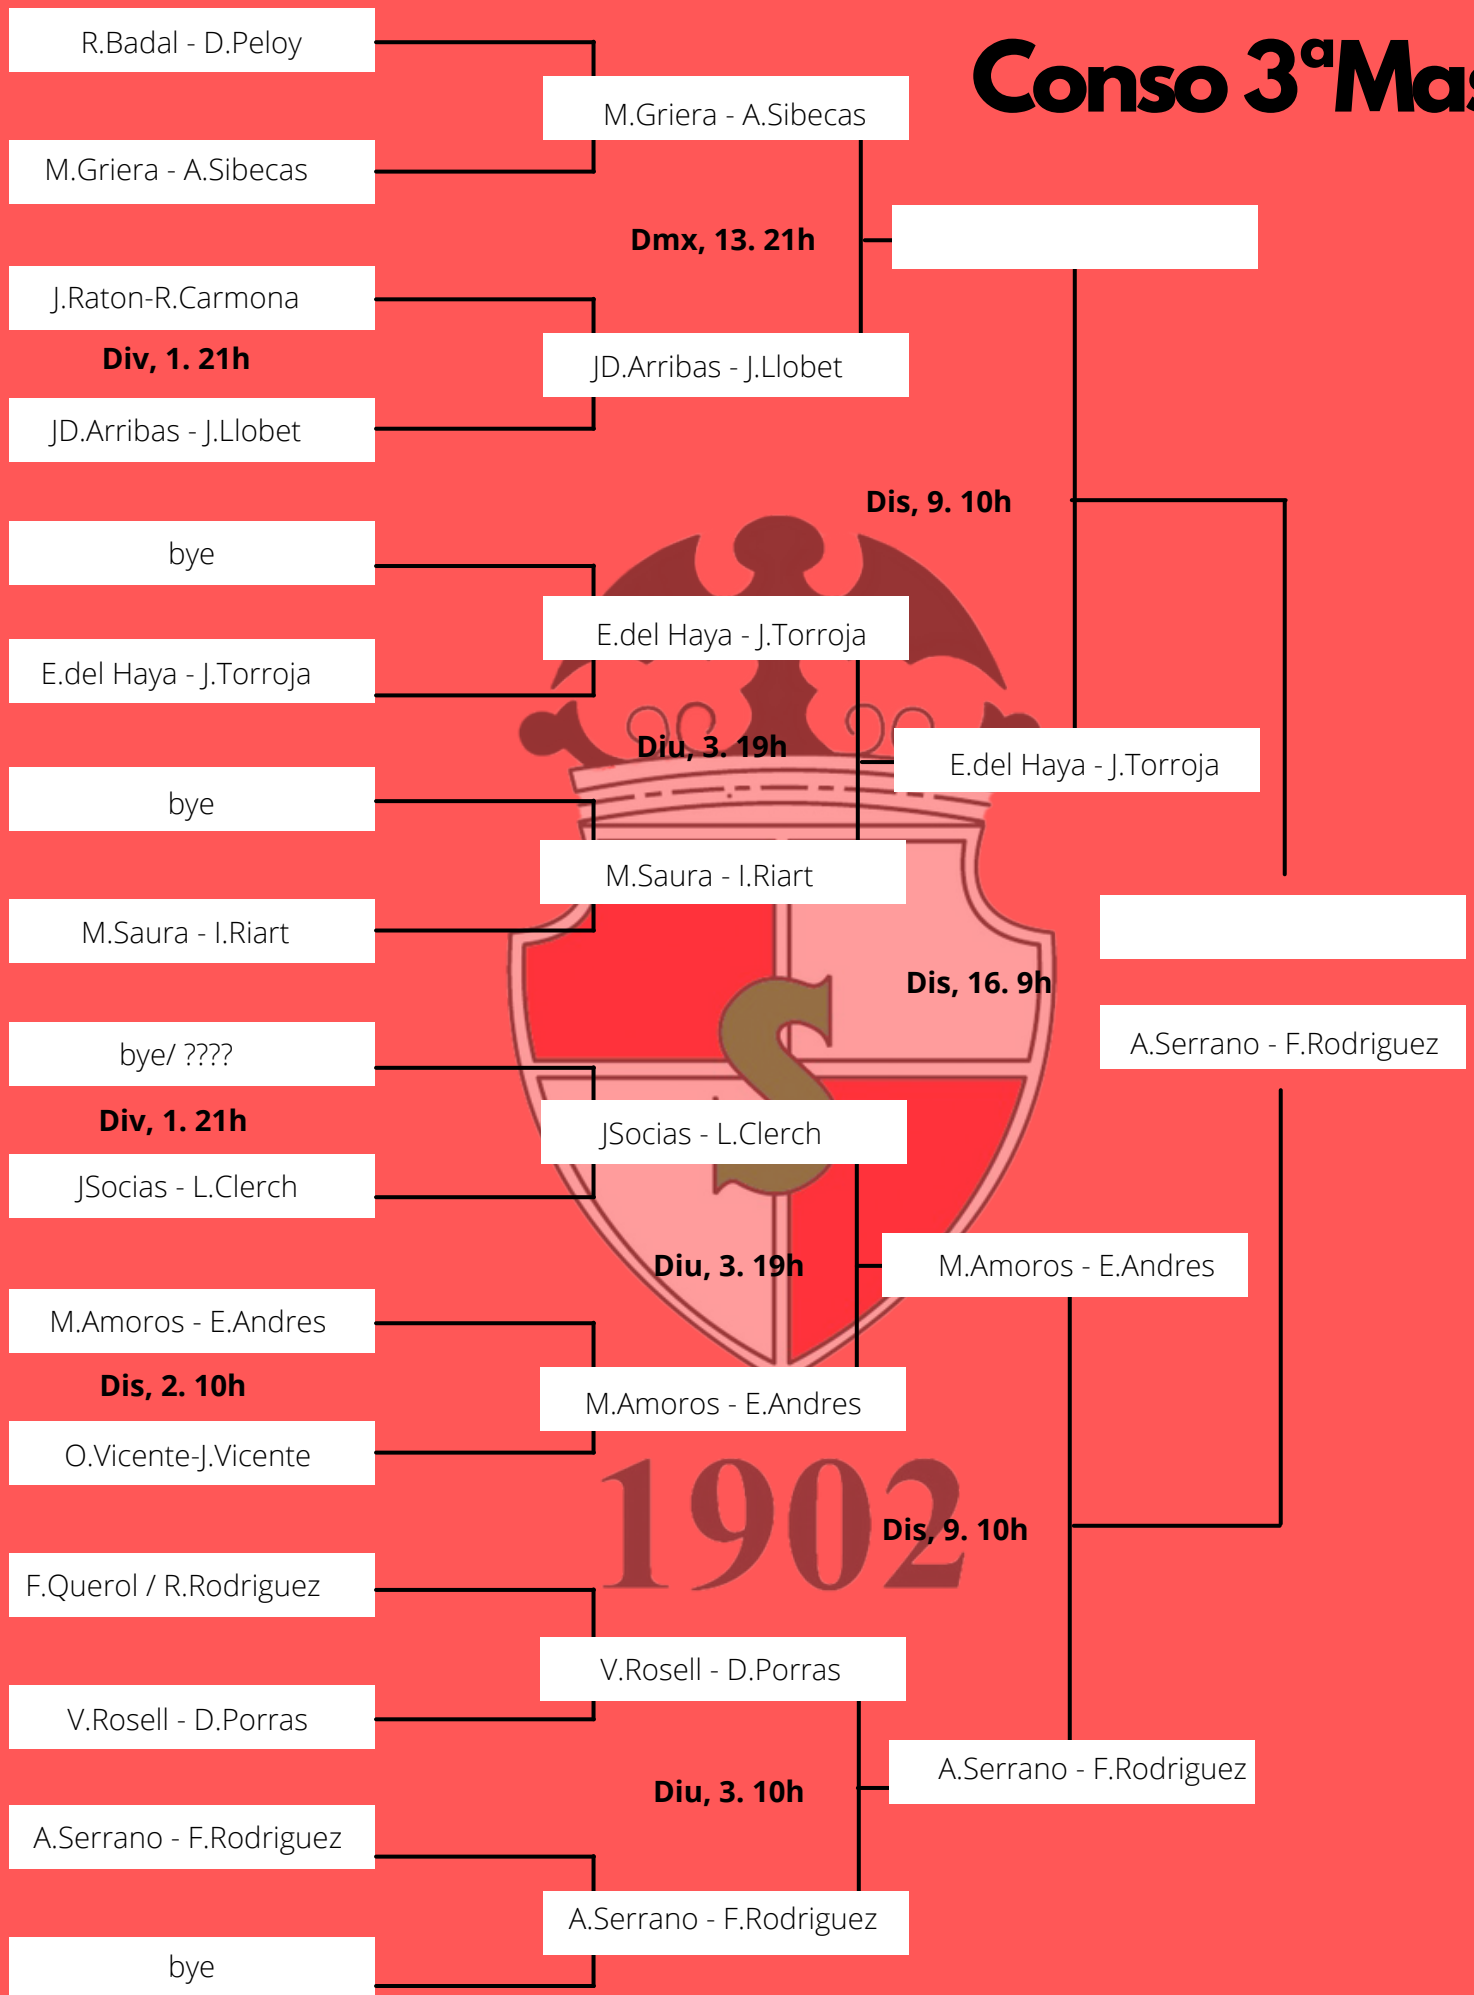 Conso 3ªMas
R.Badal - D.Peloy
M.Griera - A.Sibecas
M.Griera - A.Sibecas
Dmx, 13. 21h
J.Raton-R.Carmona
Div, 1. 21h
JD.Arribas - J.Llobet
JD.Arribas - J.Llobet
Dis, 9. 10h
bye
E.del Haya - J.Torroja
E.del Haya - J.Torroja
Diu, 3. 19h
E.del Haya - J.Torroja
bye
M.Saura - I.Riart
M.Saura - I.Riart
Dis, 16. 9h
bye/ ????
A.Serrano - F.Rodriguez
Div, 1. 21h
JSocias - L.Clerch
JSocias - L.Clerch
S
Diu, 3. 19h
M.Amoros - E.Andres
M.Amoros - E.Andres
Dis, 2. 10h
M.Amoros - E.Andres
O.Vicente-J.Vicente
1902
Dis, 9. 10h
F.Querol / R.Rodriguez
V.Rosell - D.Porras
V.Rosell - D.Porras
Diu, 3. 10h
A.Serrano - F.Rodriguez
A.Serrano - F.Rodriguez
A.Serrano - F.Rodriguez
bye